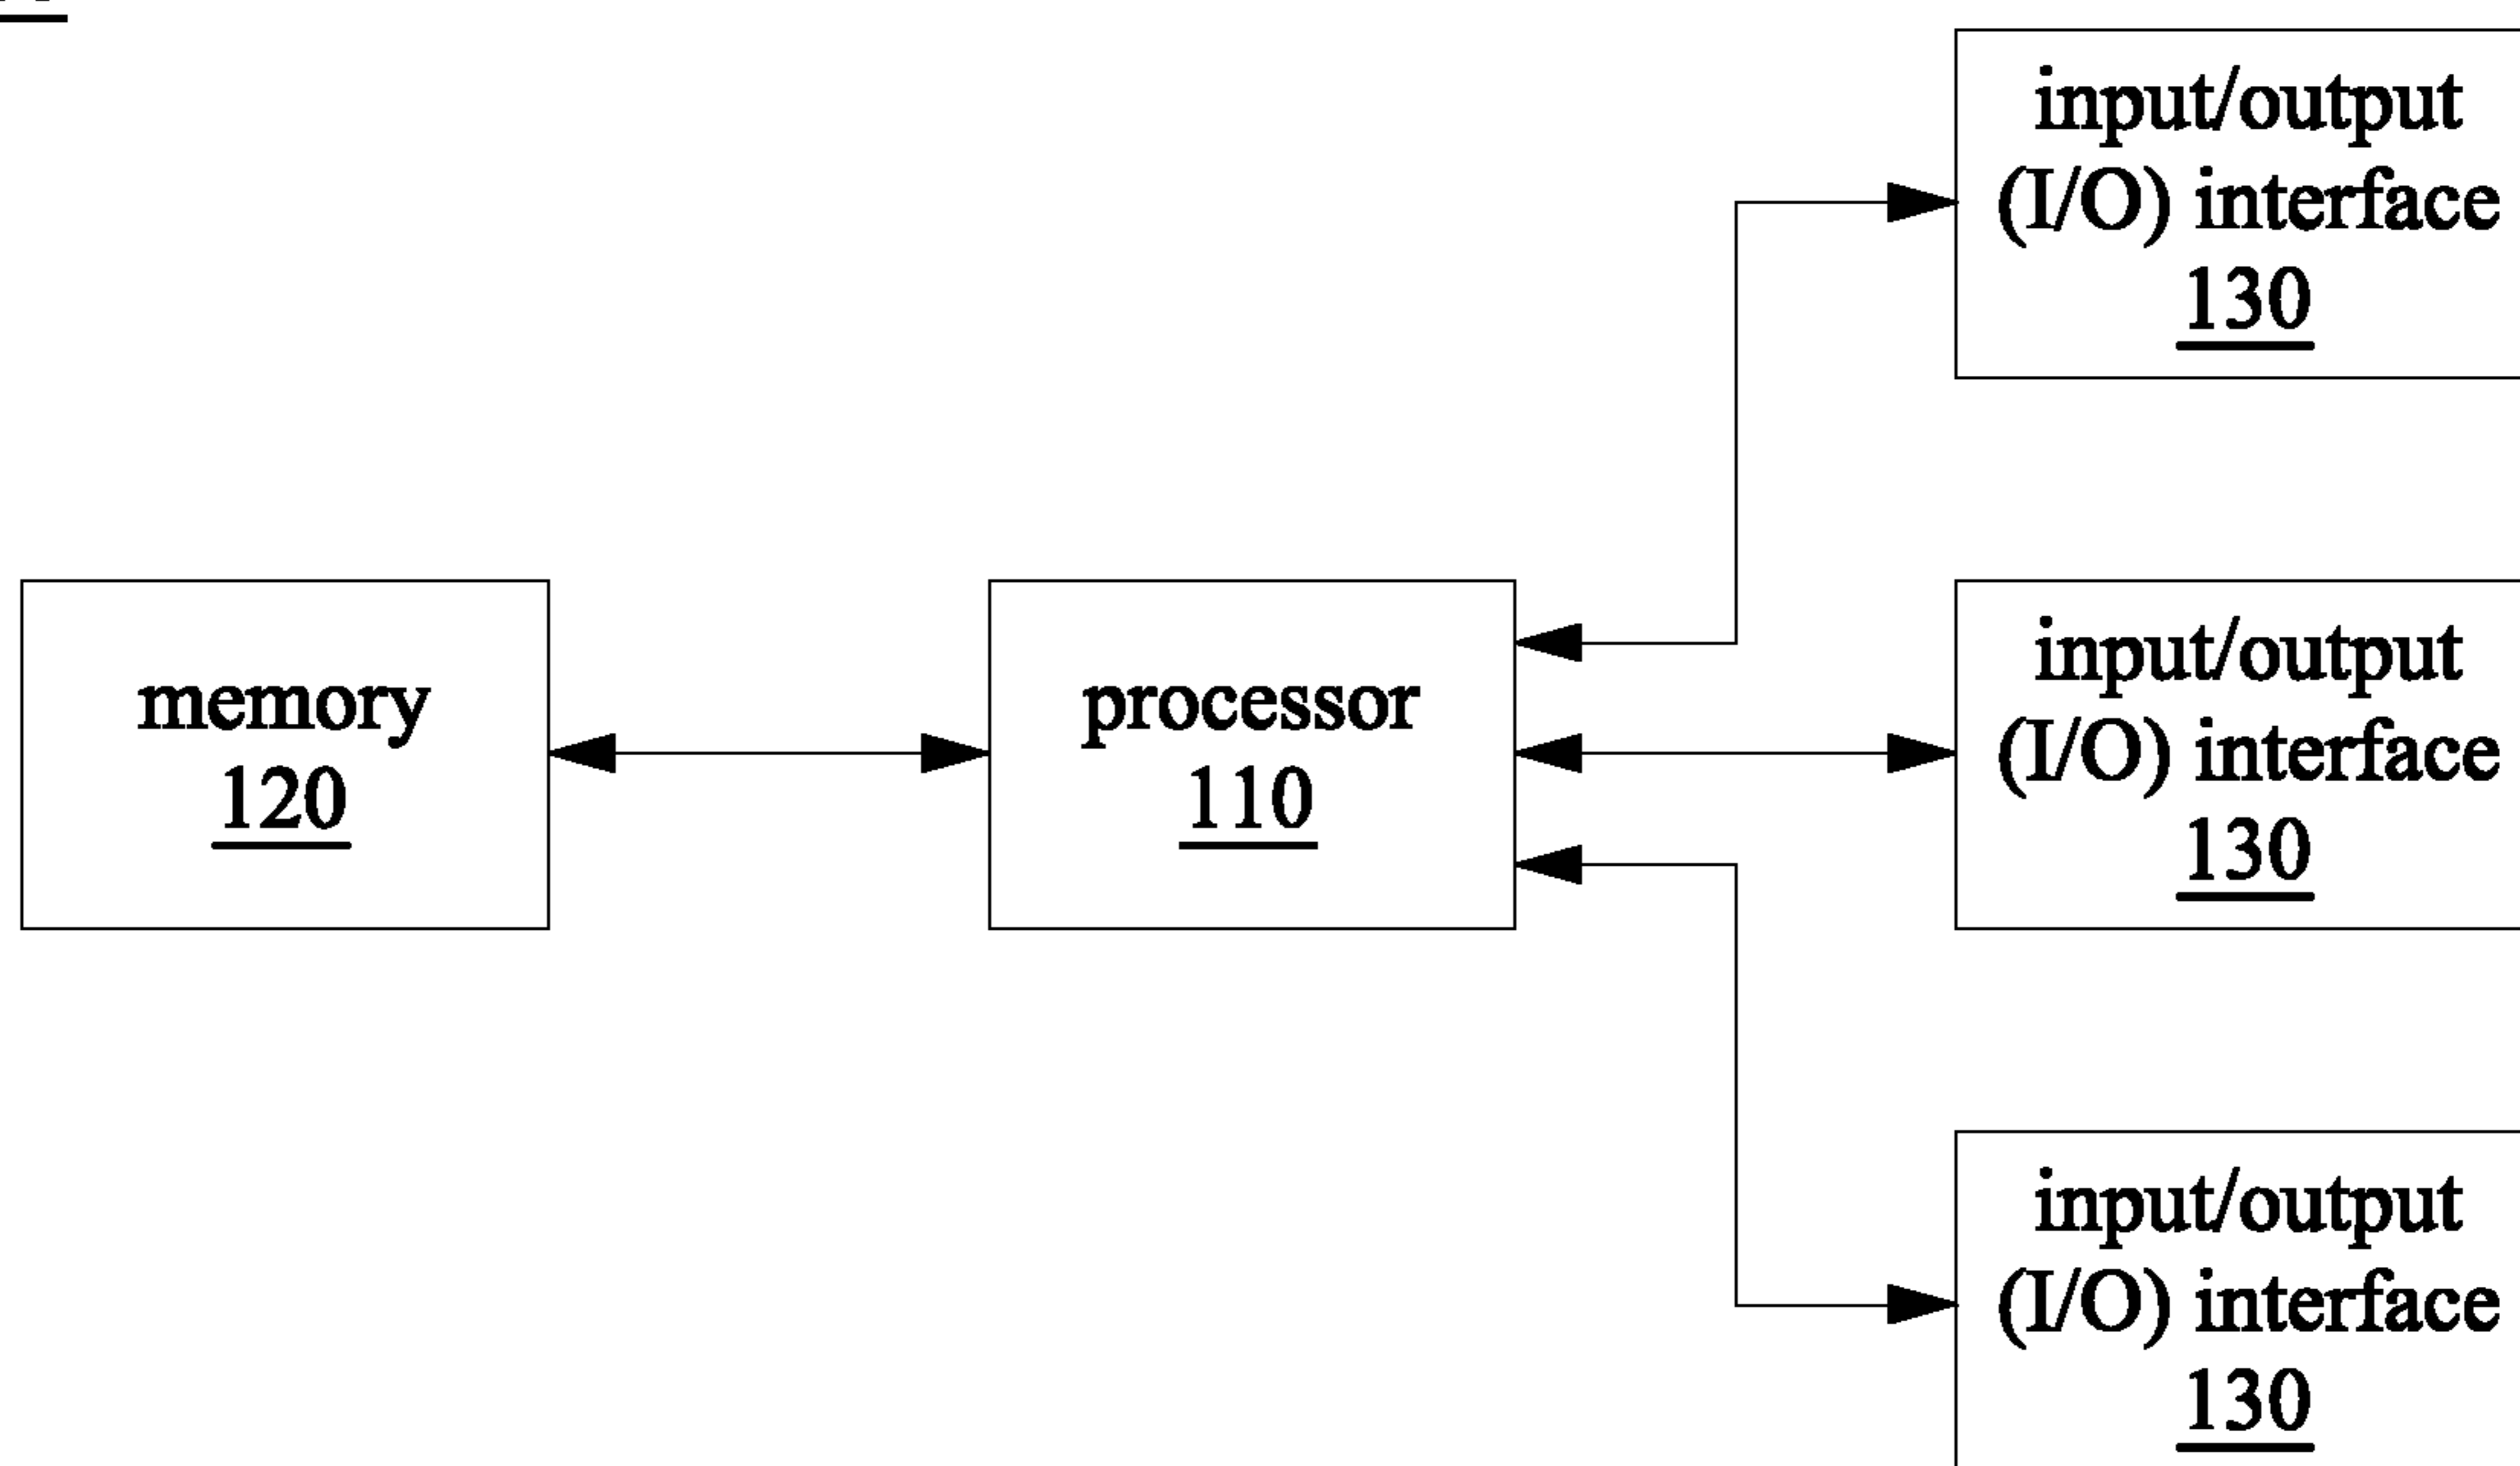 input/output
(I/O) interface
130
memory
120
processor
110
input/output
(I/O) interface
130
input/output
(I/O) interface
130